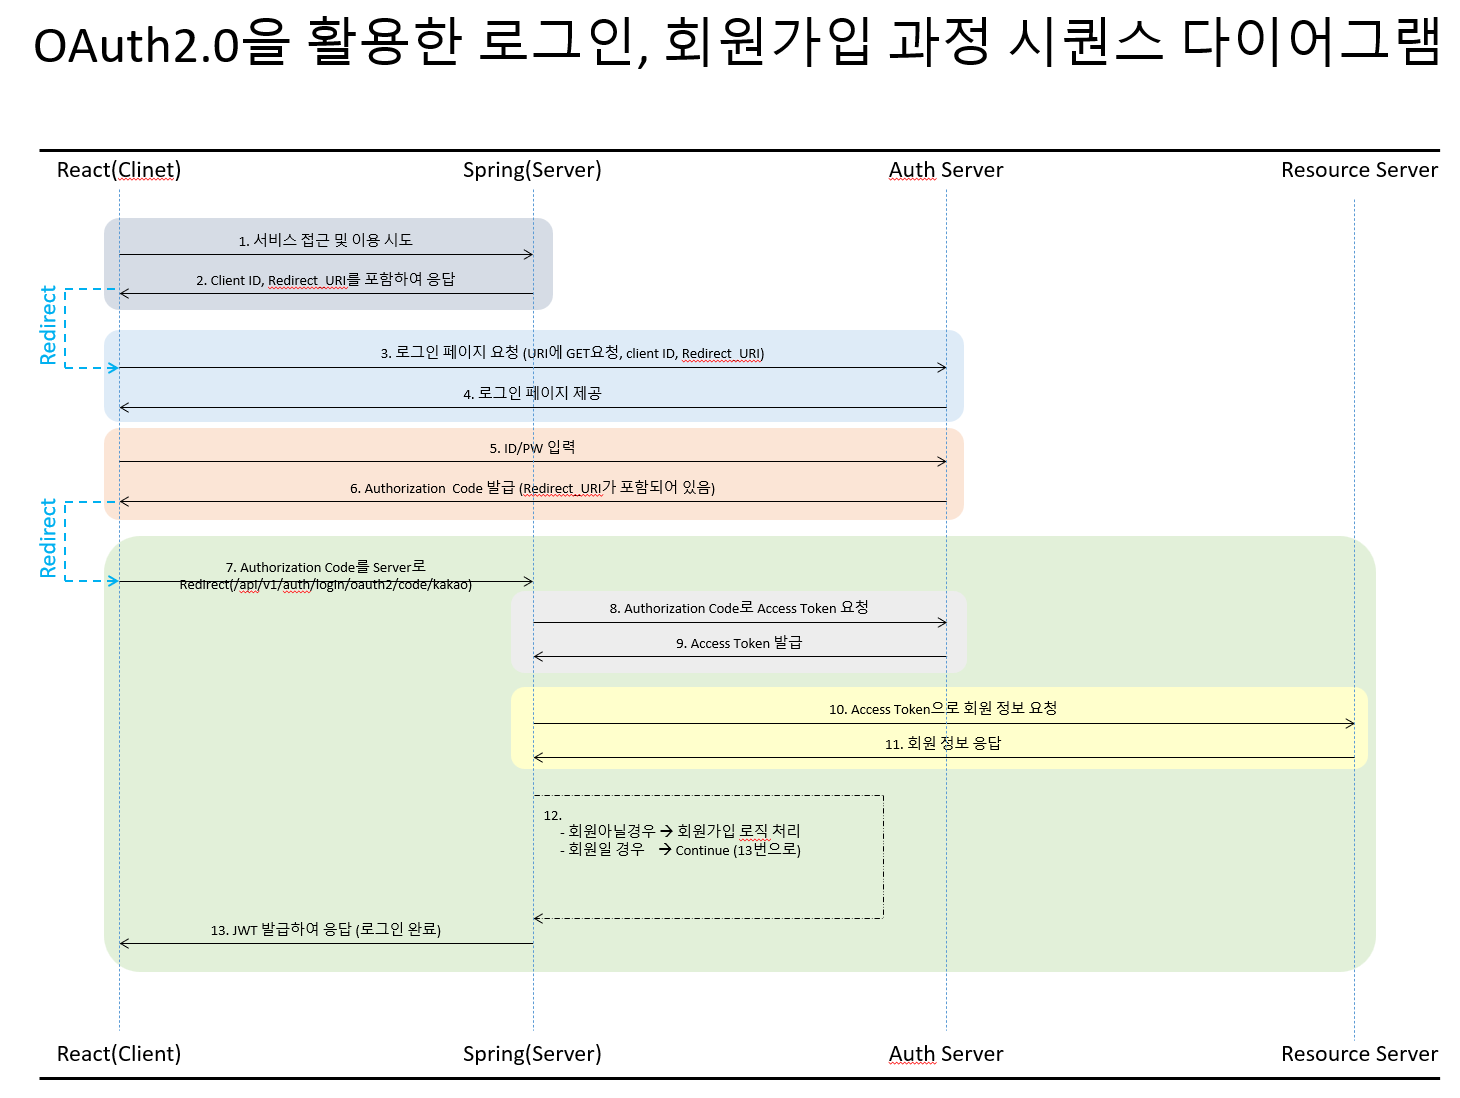 OAuth2.0을 활용한 로그인, 회원가입 과정 시퀀스 다이어그램
React(Clinet)
Spring(Server)
Auth Server
Resource Server
1. 서비스 접근 및 이용 시도
2. Client ID, Redirect_URI를 포함하여 응답
Redirect
3. 로그인 페이지 요청 (URI에 GET요청, client ID, Redirect_URI)
4. 로그인 페이지 제공
5. ID/PW 입력
6. Authorization Code 발급 (Redirect_URI가 포함되어 있음)
Redirect
7. Authorization Code를 Server로
Redirect(/api/v1/auth/login/oauth2/code/kakao)
8. Authorization Code로 Access Token 요청
9. Access Token 발급
10. Access Token으로 회원 정보 요청
11. 회원 정보 응답
12.
- 회원아닐경우 → 회원가입 로직 처리
- 회원일 경우 → Continue (13번으로)
13. JWT 발급하여 응답 (로그인 완료)
React(Client)
Spring(Server)
Auth Server
Resource Server